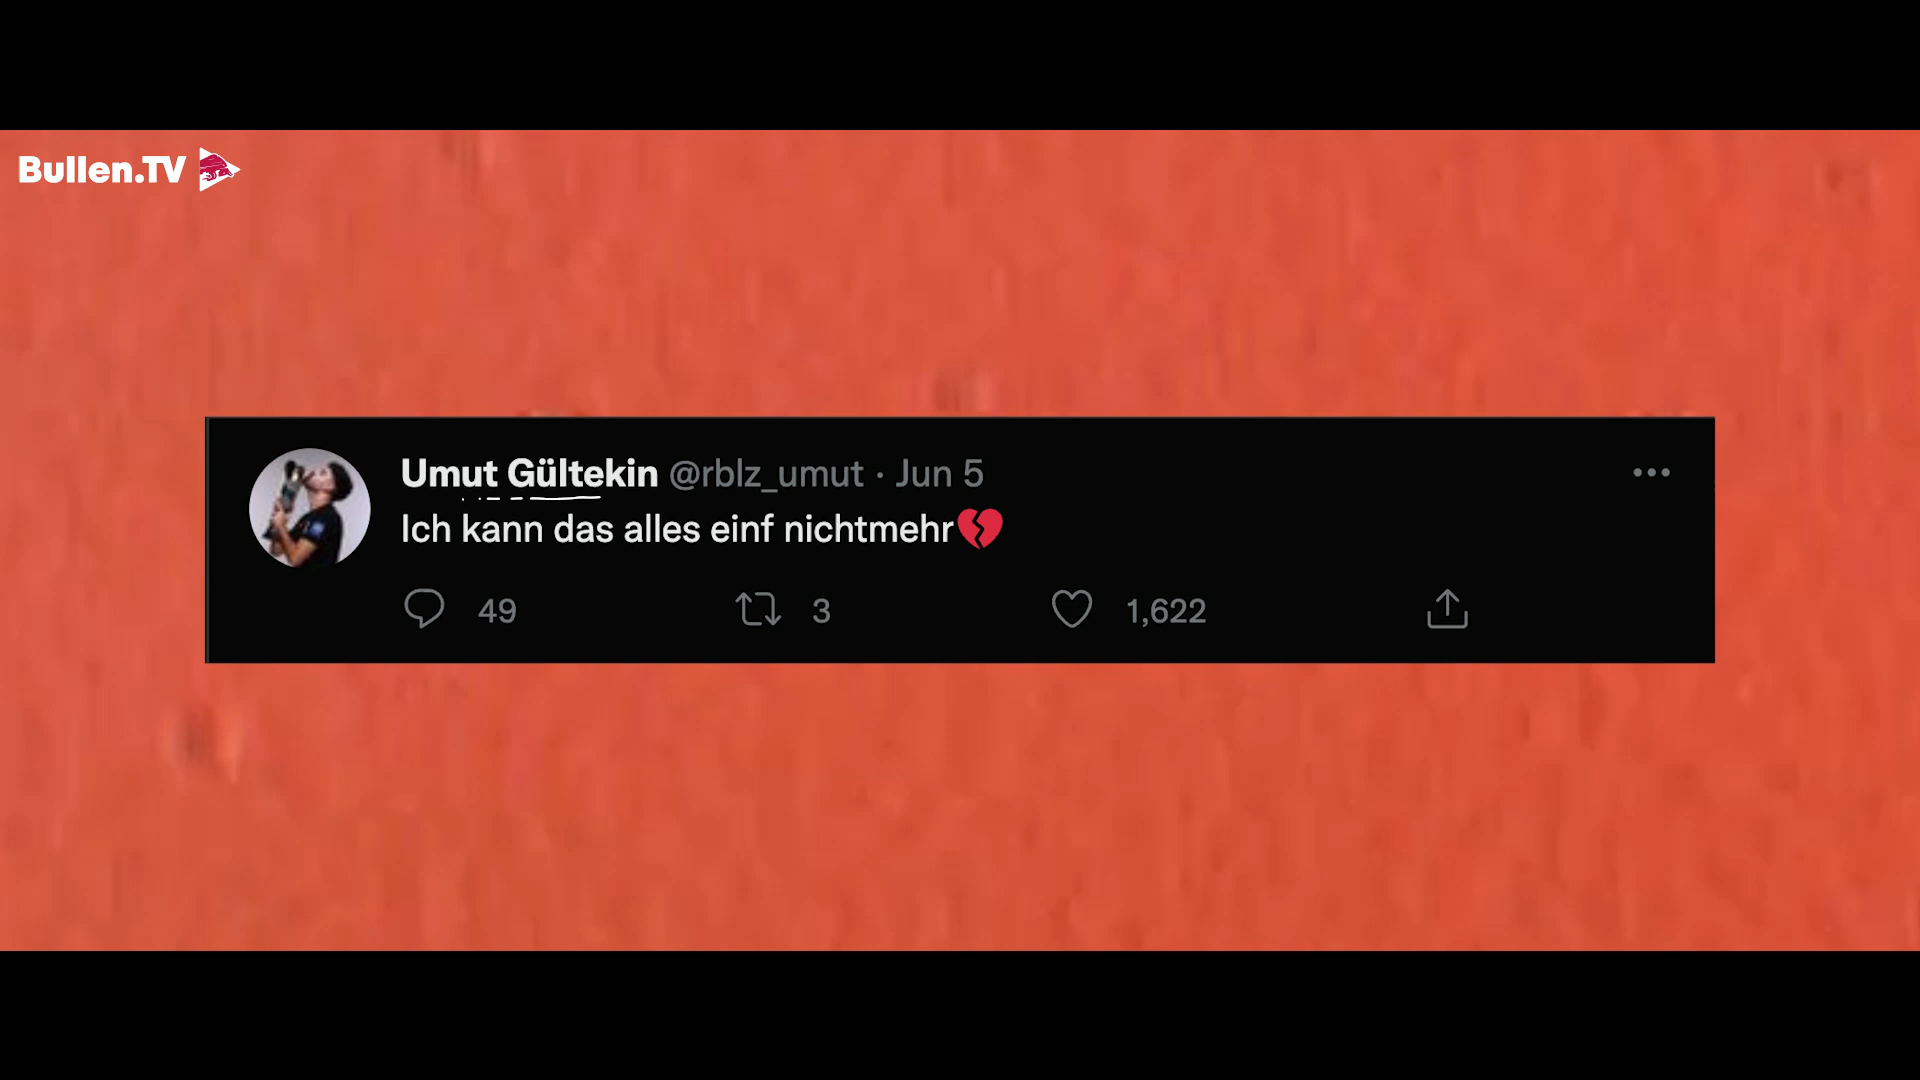 Bullen.TV
Umut Gültekin @rblz_umut · Jun 5
Ich kann das alles einf nichtmehr💔
49 3 1,622